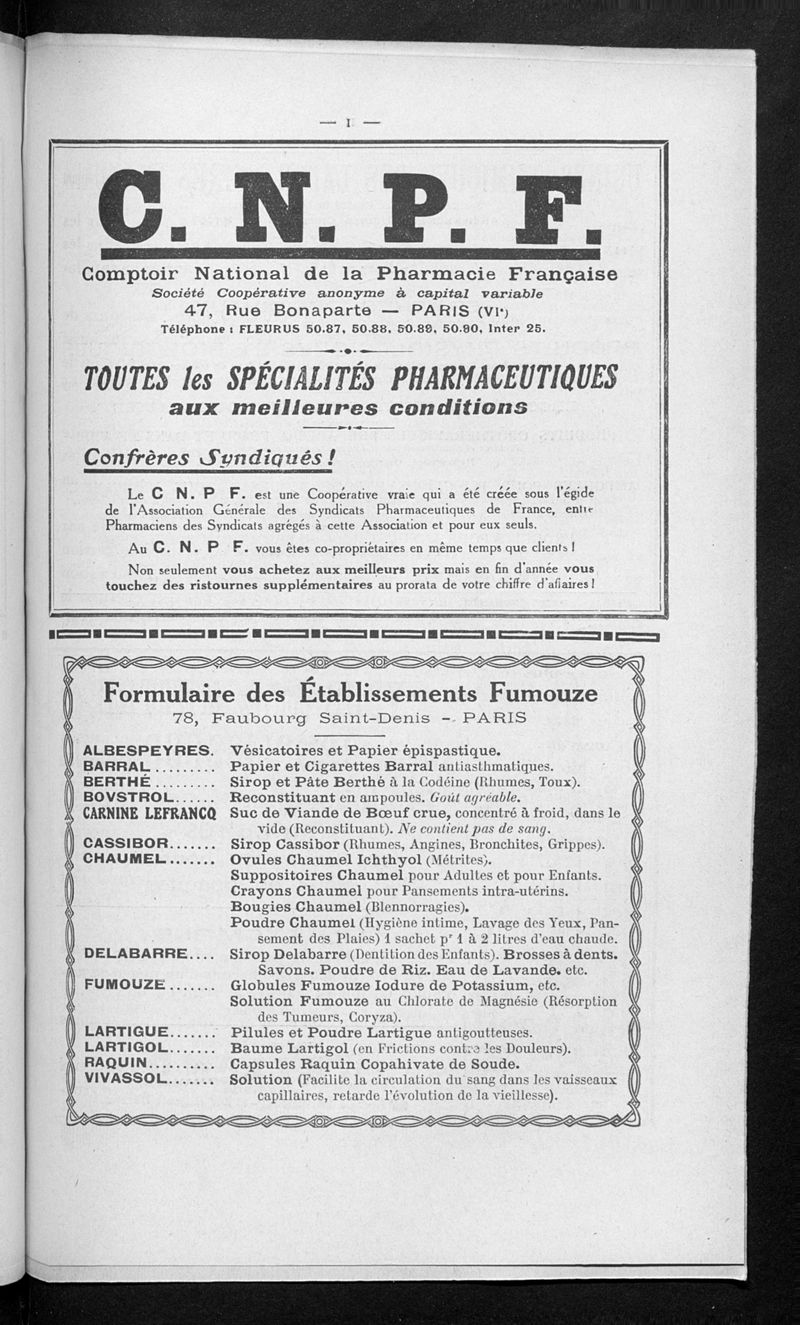 — I —
C. N. P. F.
Comptoir National de la Pharmacie Française
Société Coopérative anonyme à capital variable
47, Rue Bonaparte — PARIS (VIe)
Téléphone : FLEURUS 50.87, 50.88, 50.89, 50.90, Inter 25.
TOUTES les SPÉCIALITÉS PHARMACEUTIQUES
aux meilleures conditions
Confrères Syndiqués !
Le C N. P F. est une Coopérative vraie qui a été créée sous l'égide
de l'Association Générale des Syndicats Pharmaceutiques de France, entre
Pharmaciens des Syndicats agrégés à cette Association et pour eux seuls.
Au C. N. P F. vous êtes co-propriétaires en même temps que clients !
Non seulement vous achetez aux meilleurs prix mais en fin d'année vous
touchez des ristournes supplémentaires au prorata de votre chiffre d'affaires !
Formulaire des Établissements Fumouze
78, Faubourg Saint-Denis - PARIS
ALBESPEYRES. Vésicatoires et Papier épispastique.
BARRAL ......... Papier et Cigarettes Barral antiasthmatiques.
BERTHÉ ......... Sirop et Pâte Berthé à la Codéine (Rhumes, Toux).
BOVSTROL...... Reconstituant en ampoules. Goût agréable.
CARNINE LEFRANCQ Suc de Viande de Bœuf crue, concentré à froid, dans le
vide (Reconstituant). Ne contient pas de sang.
CASSIBOR....... Sirop Cassibor (Rhumes, Angines, Bronchites, Grippes).
CHAUMEL....... Ovules Chaumel Ichthyol (Métrites).
Suppositoires Chaumel pour Adultes et pour Enfants.
Crayons Chaumel pour Pansements intra-utérins.
Bougies Chaumel (Blennorragies).
Poudre Chaumel (Hygiène intime, Lavage des Yeux, Pan-
sement des Plaies) 1 sachet pr 1 à 2 litres d'eau chaude.
DELABARRE.... Sirop Delabarre (Dentition des Enfants). Brosses à dents.
Savons. Poudre de Riz. Eau de Lavande. etc.
FUMOUZE ....... Globules Fumouze Iodure de Potassium, etc.
Solution Fumouze au Chlorate de Magnésie (Résorption
des Tumeurs, Coryza).
LARTIGUE....... Pilules et Poudre Lartigue antigoutteuses.
LARTIGOL....... Baume Lartigol (en Frictions contre les Douleurs).
RAQUIN.......... Capsules Raquin Copahivate de Soude.
VIVASSOL....... Solution (Facilite la circulation du sang dans les vaisseaux
capillaires, retarde l'évolution de la vieillesse).